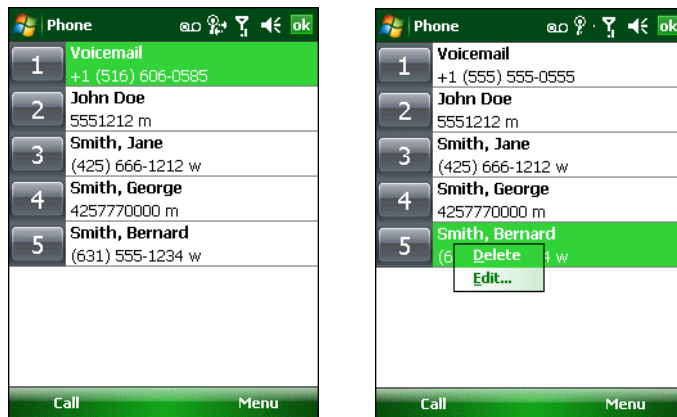 Phone
ok
1
Voicemail
+1 (516) 606-0585
2
John Doe
5551212 m
3
Smith, Jane
(425) 666-1212 w
4
Smith, George
4257770000 m
5
Smith, Bernard
(631) 555-1234 w
Call
Menu
Phone
ok
1
Voicemail
+1 (555) 555-0555
2
John Doe
5551212 m
3
Smith, Jane
(425) 666-1212 w
4
Smith, George
4257770000 m
5
Smith, Bernard
(6
4 w
Delete
Edit...
Call
Menu